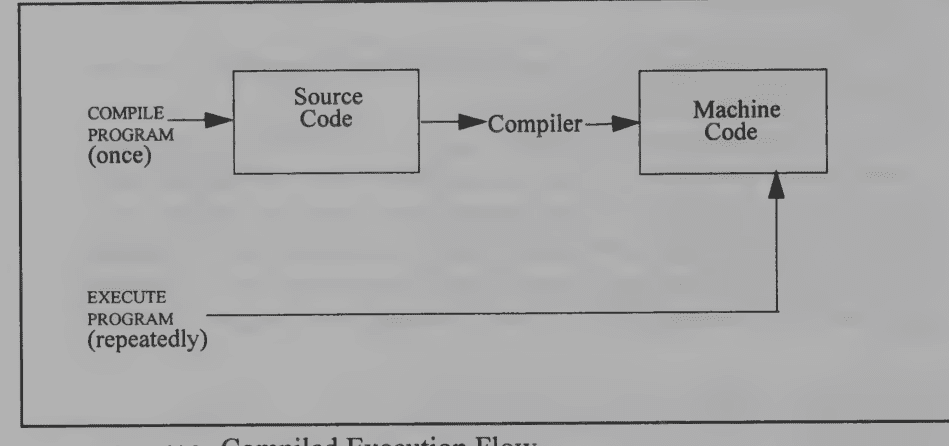 COMPILE
PROGRAM
(once)
Source
Code
Compiler
Machine
Code
EXECUTE
PROGRAM
(repeatedly)
Compiled Execution Flow